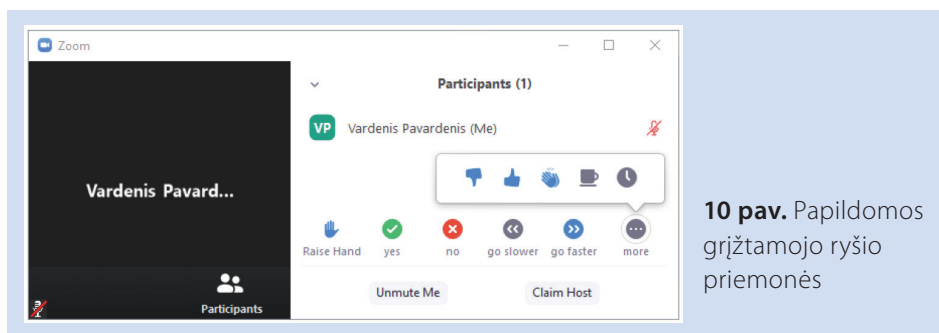 Zoom
Participants (1)
VP Vardenis Pavardenis (Me)
Vardenis Pavard...
Raise Hand yes no go slower go faster more
Participants
Unmute Me Claim Host
10 pav. Papildomos
grįžtamojo ryšio
priemonės